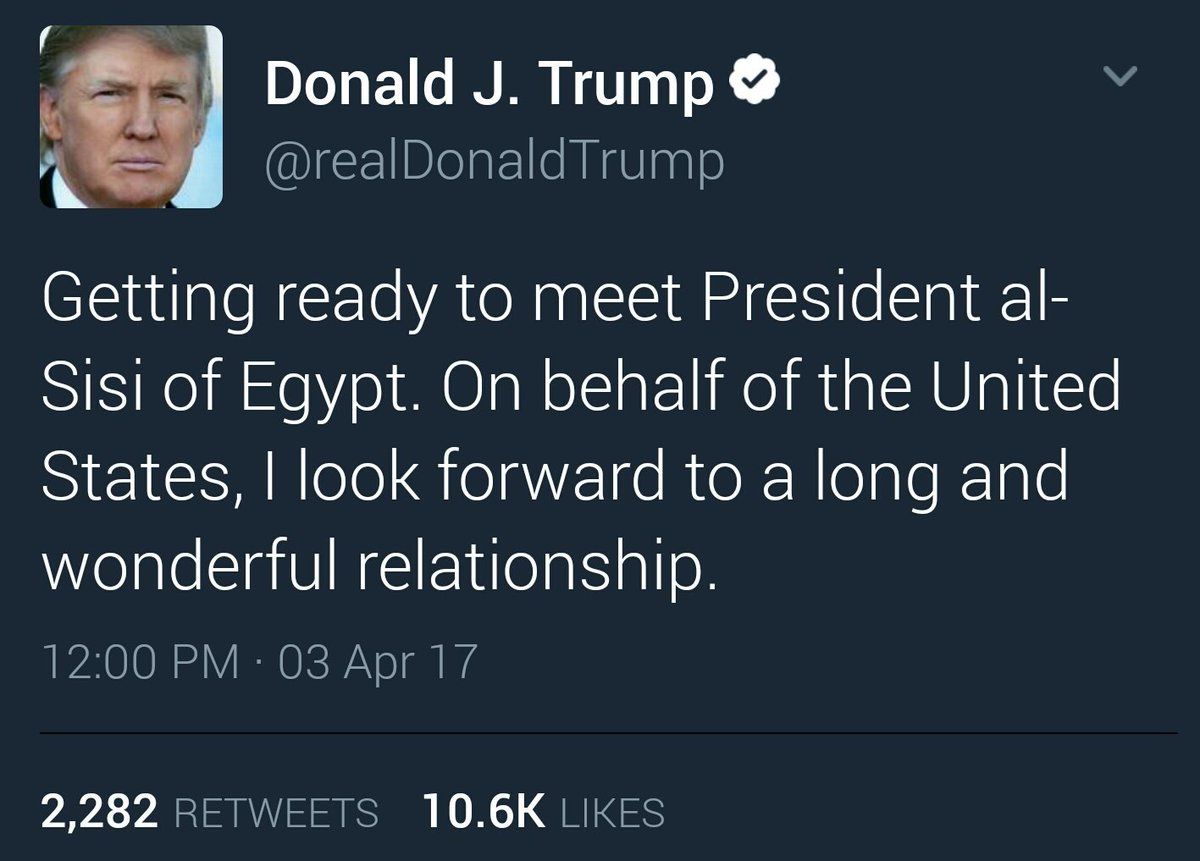 Donald J. Trump
@realDonaldTrump
Getting ready to meet President al-
Sisi of Egypt. On behalf of the United
States, I look forward to a long and
wonderful relationship.
12:00 PM · 03 Apr 17
2,282 RETWEETS 10.6K LIKES